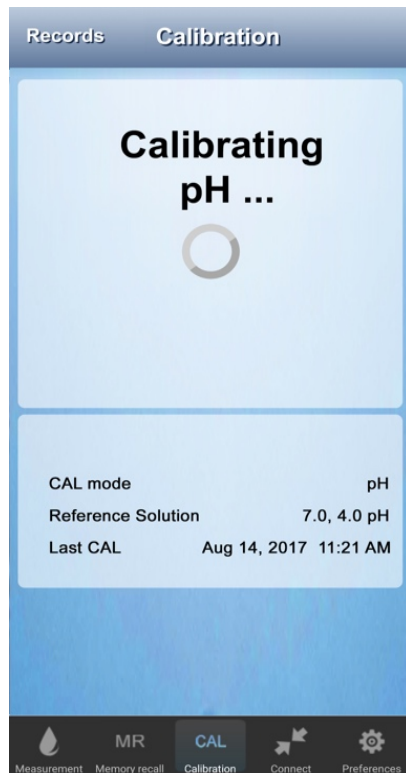 Records Calibration
Calibrating
pH ...
CAL mode pH
Reference Solution 7.0, 4.0 pH
Last CAL Aug 14, 2017 11:21 AM
MR CAL
Measurement Memory recall Calibration Connect Preferences